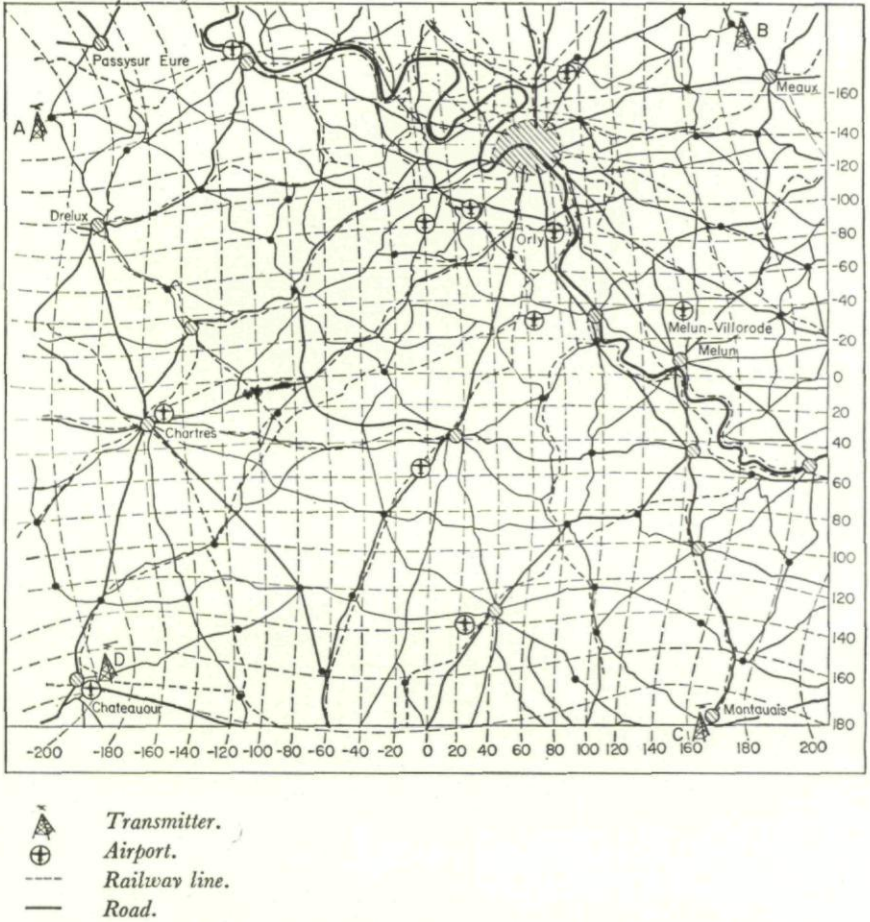 B
Passysur Eure
Meaux
A
-160
-140
-120
-100
Drelux
-80
Orly
-60
-40
Melun-Villorode
-20
Melun
0
20
Chartres
40
60
80
100
120
140
D
160
Chateauour
Montauais
C
180
-200 -180 -160 -140 -120 -100 -80 -60 -40 -20 0 20 40 60 80 100 120 140 160 180 200
Transmitter.
Airport.
Railway line.
Road.